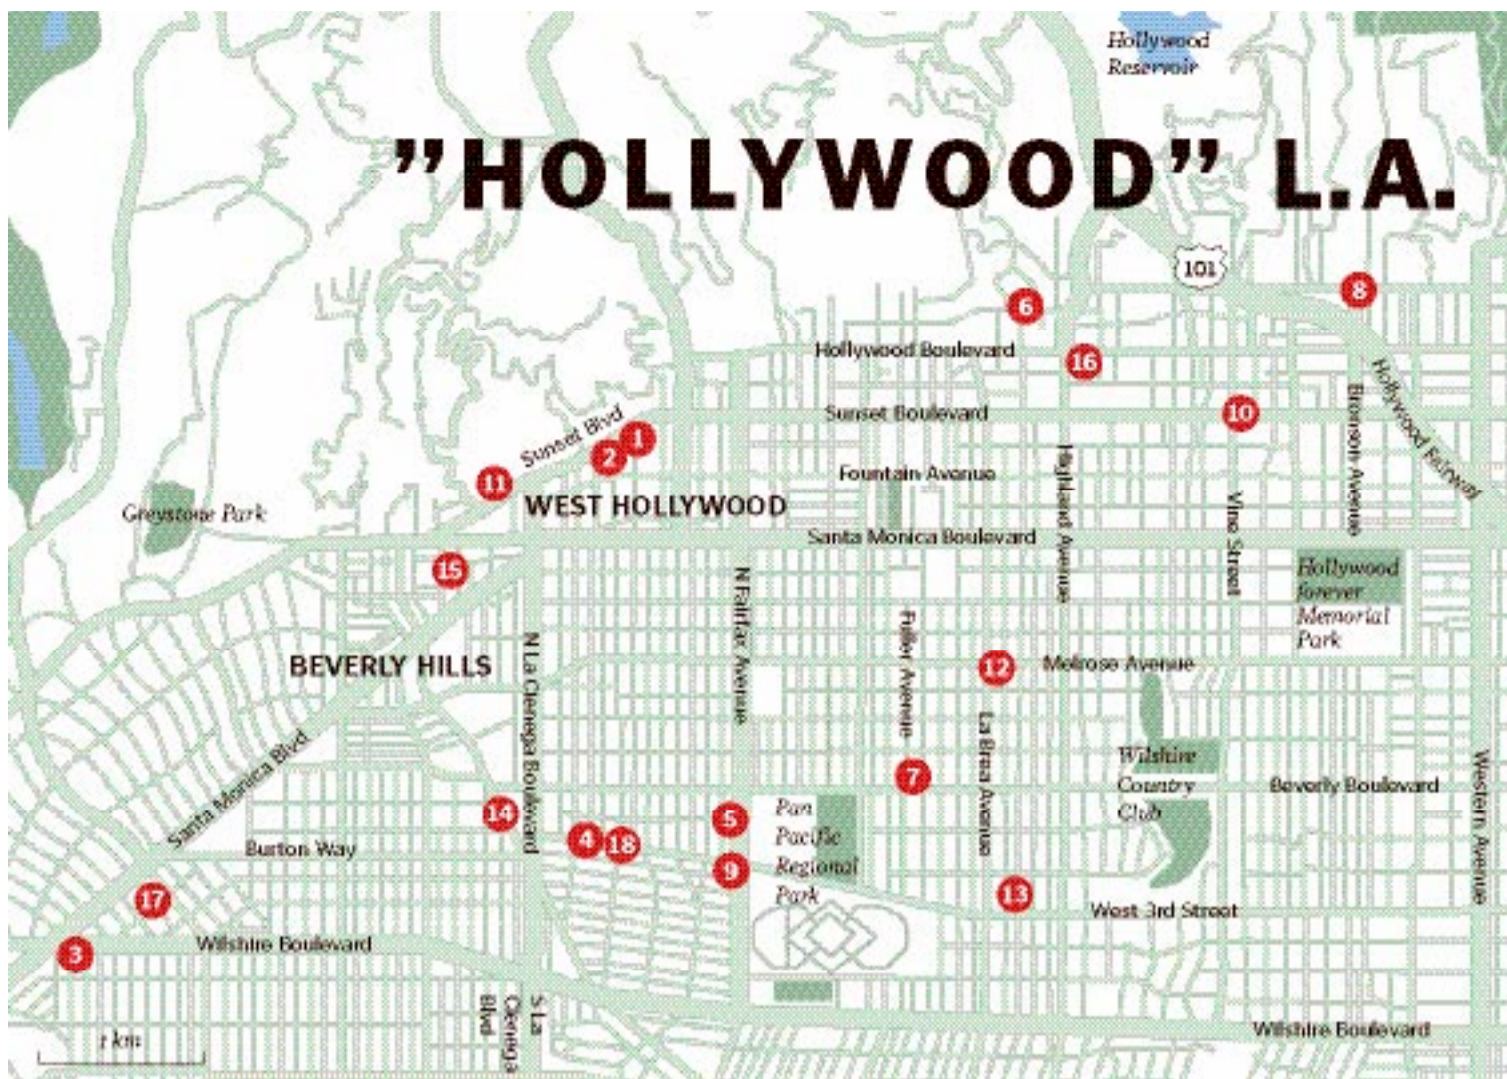 Hollywood
Reservoir
"HOLLYWOOD" L.A.
101
8
6
Hollywood Boulevard
16
Hollywood Fairway
Bronson Avenue
Sunset Blvd
Sunset Boulevard
10
1
2
11
Fountain Avenue
Highland Avenue
WEST HOLLYWOOD
Greystone Park
Vine Street
Santa Monica Boulevard
15
N Fairfax Avenue
Hollywood
forever
Memorial
Park
Fuller Avenue
BEVERLY HILLS
N La Cienega Boulevard
12
Melrose Avenue
La Brea Avenue
Santa Monica Blvd
7
Wilshire
Country
Club
Beverly Boulevard
Western Avenue
14
5
Pan
Pacific
Regional
Park
4
18
Burton Way
9
17
13
West 3rd Street
3
Wilshire Boulevard
S La
Cienega
Blvd
Wilshire Boulevard
1 km